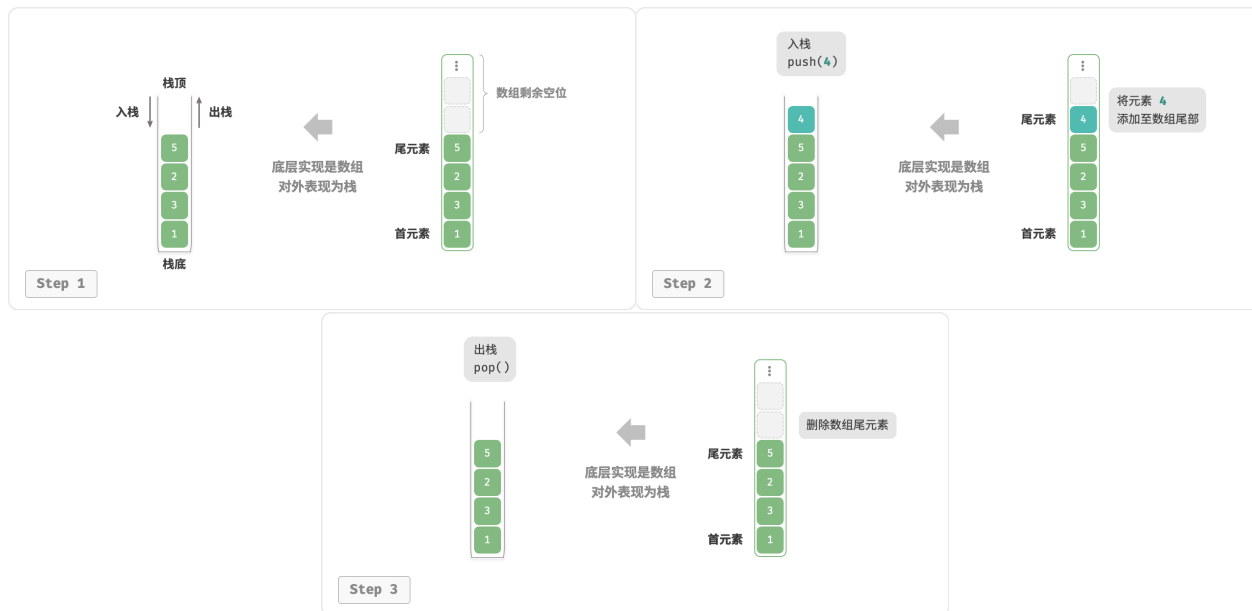 栈顶
入栈
出栈
5
2
3
1
栈底
底层实现是数组
对外表现为栈
⋮
数组剩余空位
尾元素
5
2
3
首元素
1
Step 1
入栈
push(4)
4
5
2
3
1
底层实现是数组
对外表现为栈
⋮
尾元素
4
5
2
3
首元素
1
将元素 4
添加至数组尾部
Step 2
出栈
pop()
5
2
3
1
底层实现是数组
对外表现为栈
⋮
删除数组尾元素
尾元素
5
2
3
首元素
1
Step 3